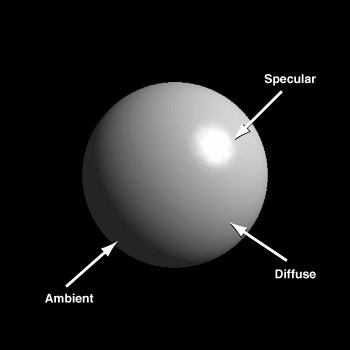 Specular
Diffuse
Ambient